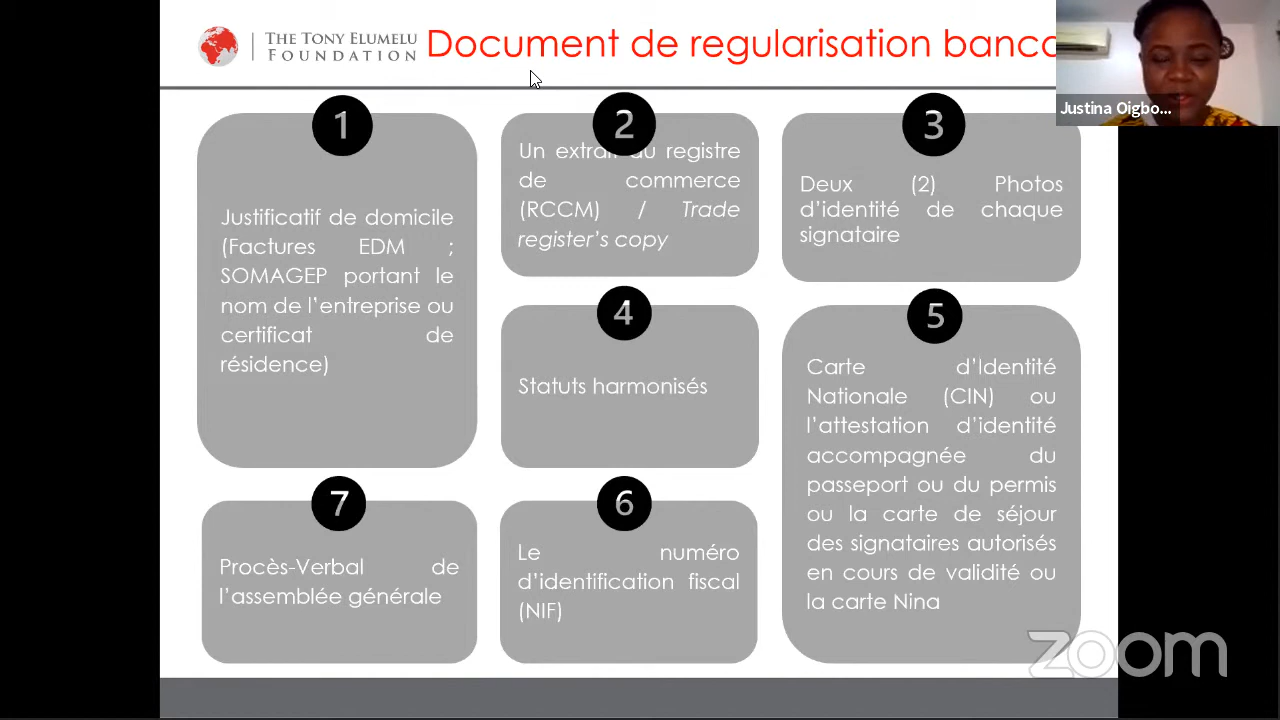 THE TONY ELUMELU
FOUNDATION
Document de regularisation
Justina Oigbo...
1
Justificatif de domicile
(Factures EDM ;
SOMAGEP portant le
nom de l'entreprise ou
certificat de
résidence)
2
Un extrait du registre
de commerce
(RCCM) / Trade
register's copy
3
Deux (2) Photos
d'identité de chaque
signataire
4
Statuts harmonisés
5
Carte d'Identité
Nationale (CIN) ou
l'attestation d'identité
accompagnée du
passeport ou du permis
ou la carte de séjour
des signataires autorisés
en cours de validité ou
la carte Nina
7
Procès-Verbal de
l'assemblée générale
6
Le numéro
d'identification fiscal
(NIF)
zoom